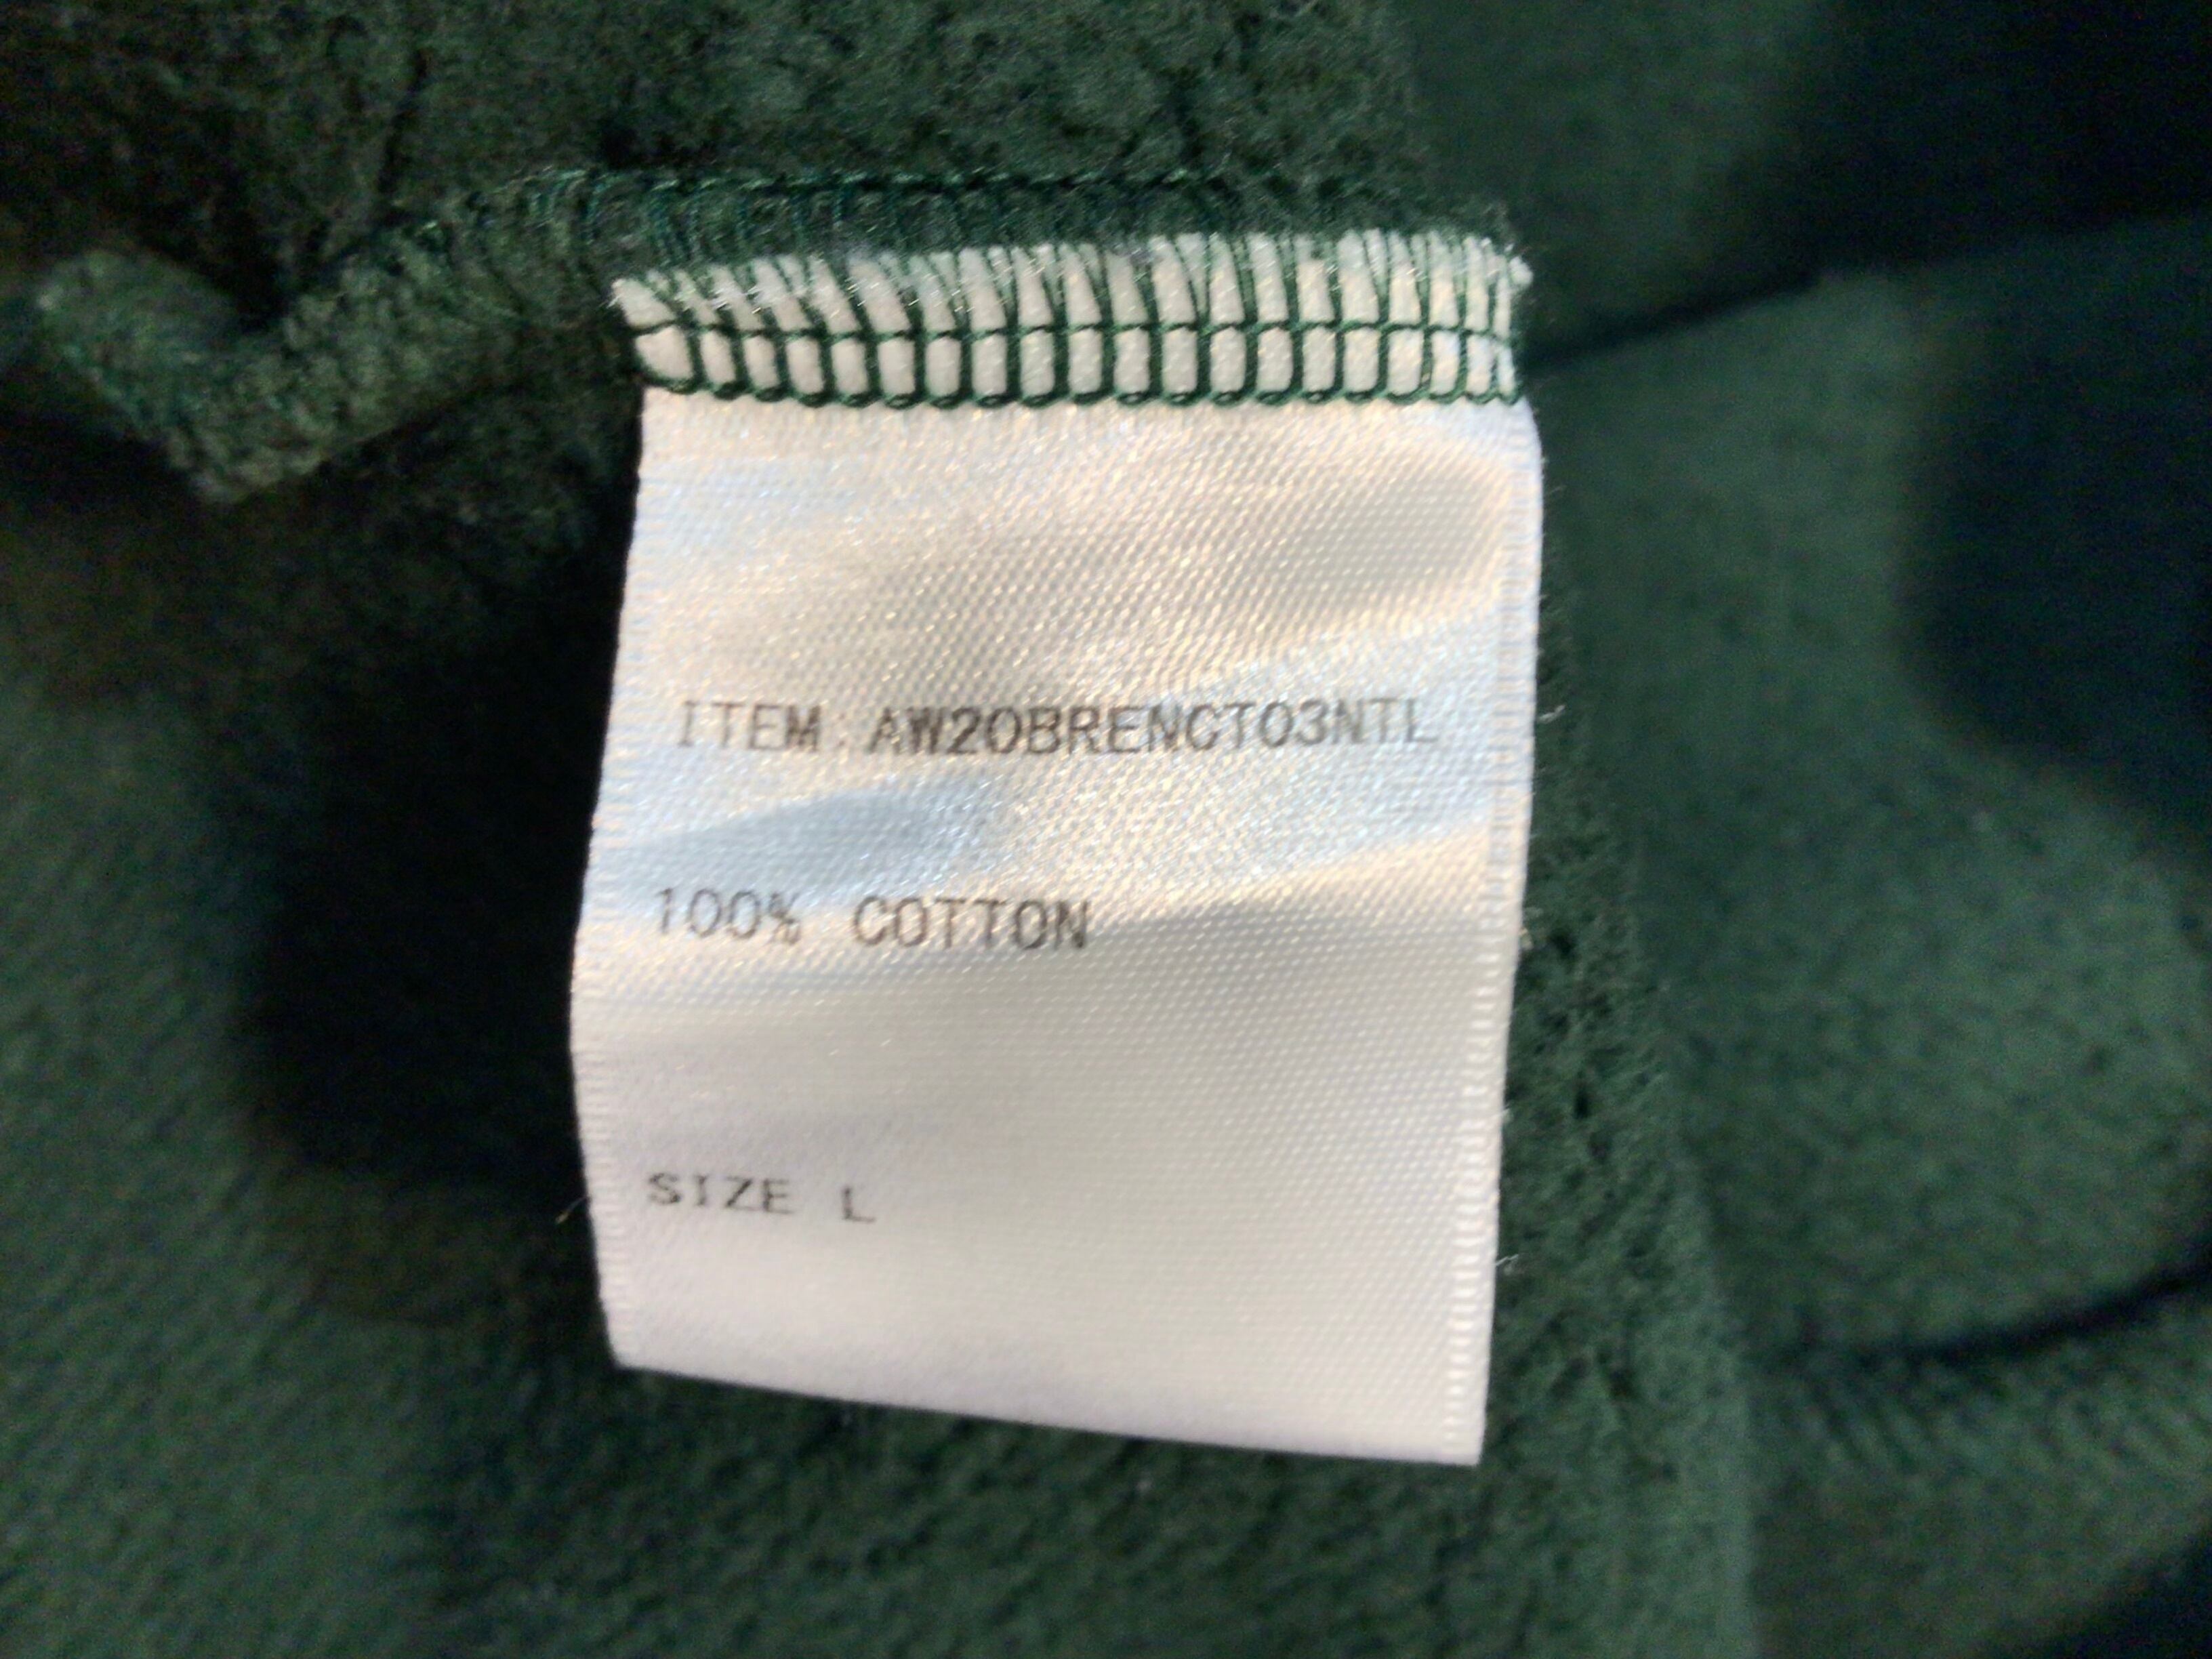 ITEM: AW20BRENCT03NTL
100% COTTON
SIZE L